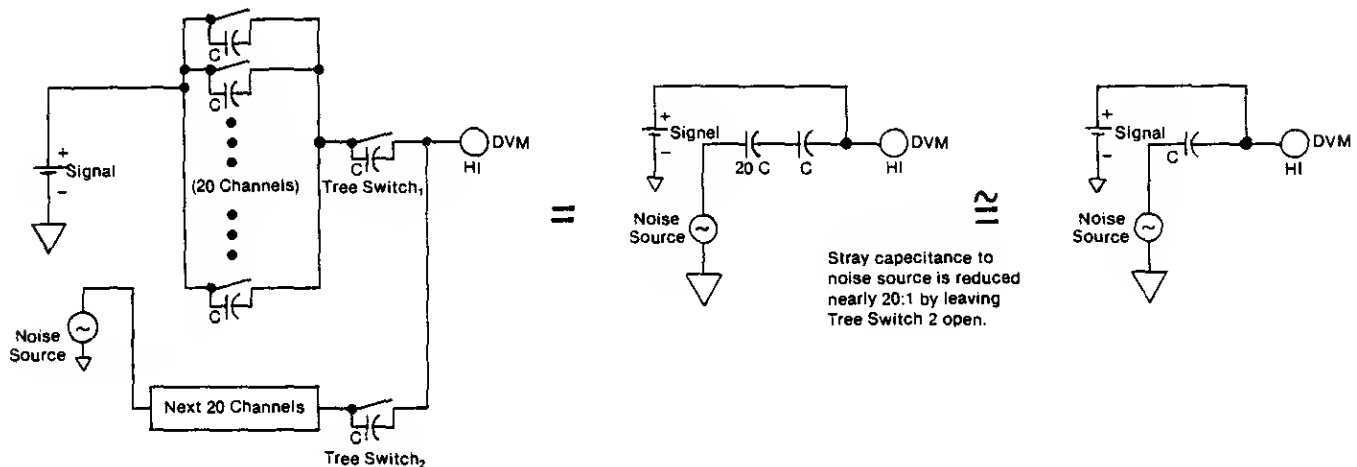 C
C
(20 Channels)
C
+
Signal
−
C
Tree Switch₁
DVM
HI
Noise
Source
~
Next 20 Channels
C
Tree Switch₂
=
+
Signel
−
20 C
C
DVM
HI
Noise
Source
~
≅
Stray capecitance to
noise source is reduced
nearly 20:1 by leaving
Tree Switch 2 open.
+
Signal
−
C
DVM
HI
Noise
Source
~